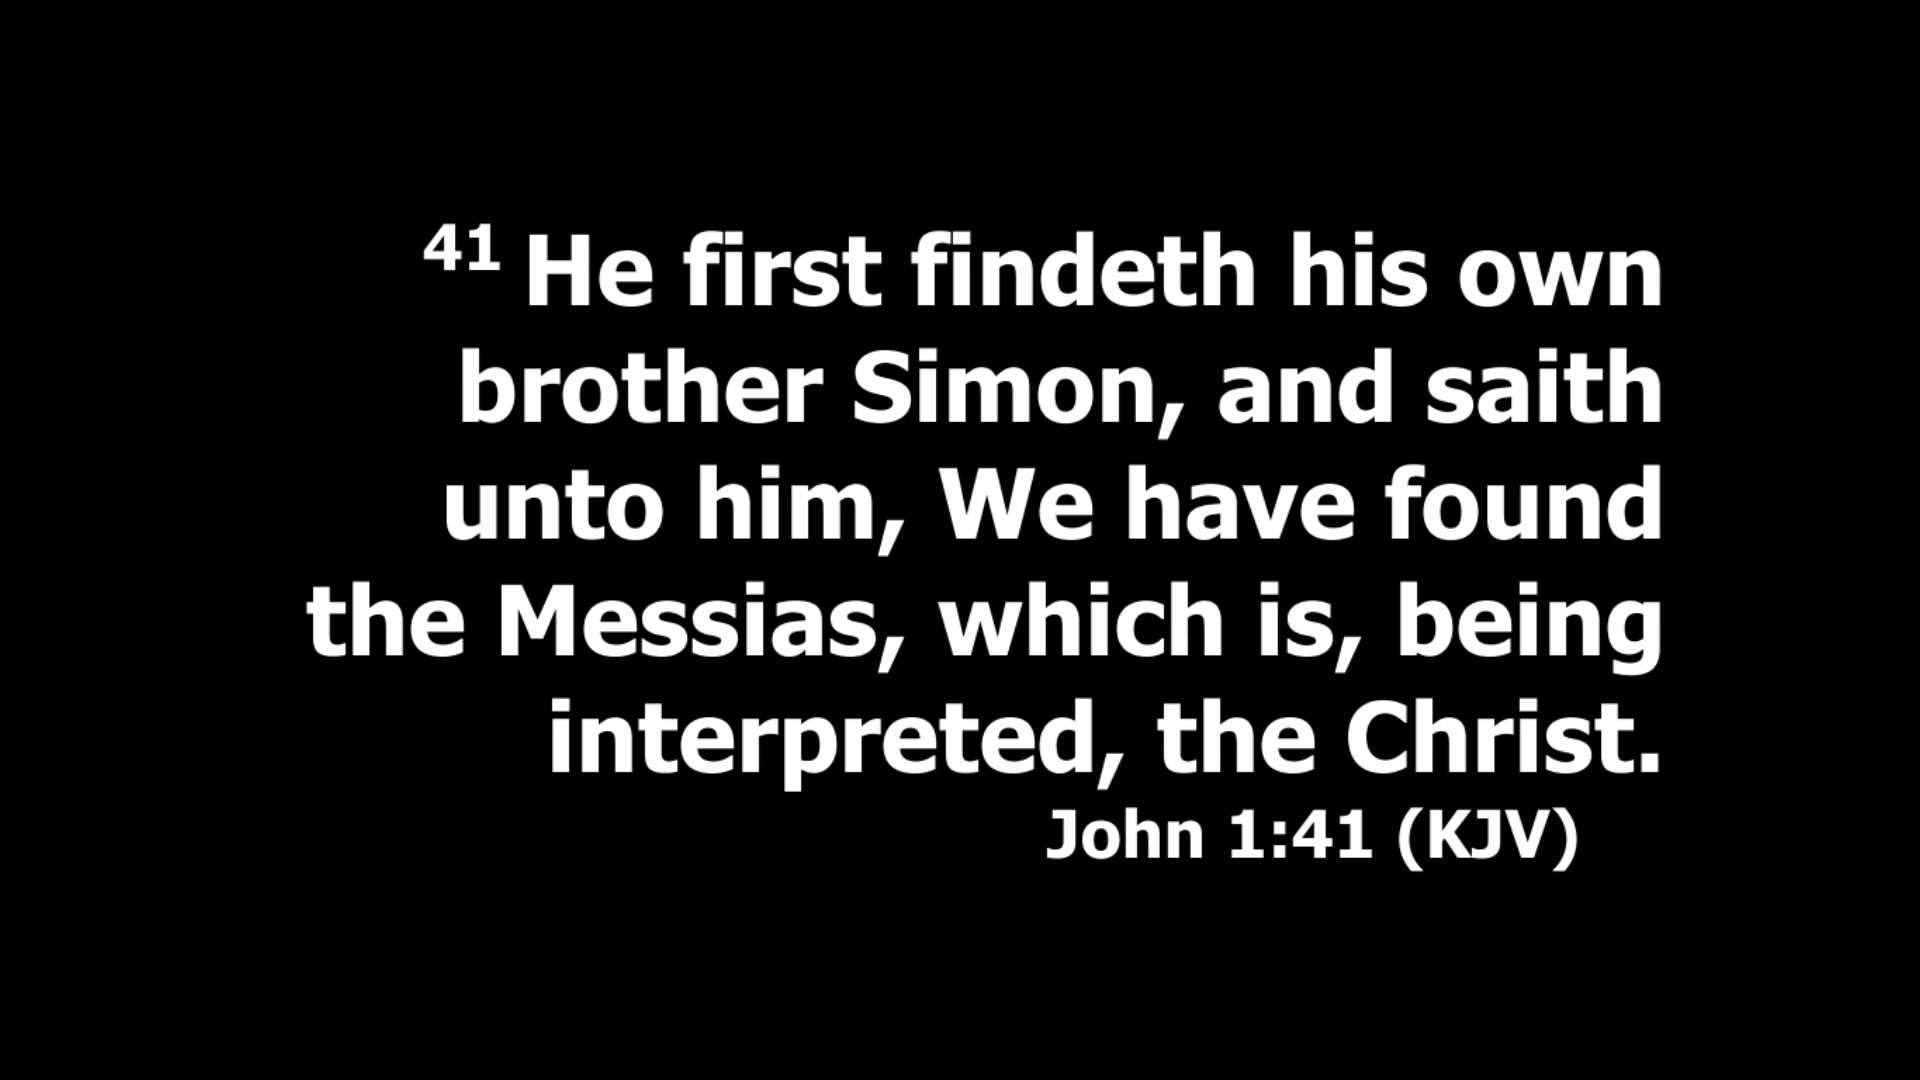 41 He first findeth his own
brother Simon, and saith
unto him, We have found
the Messias, which is, being
interpreted, the Christ.
John 1:41 (KJV)